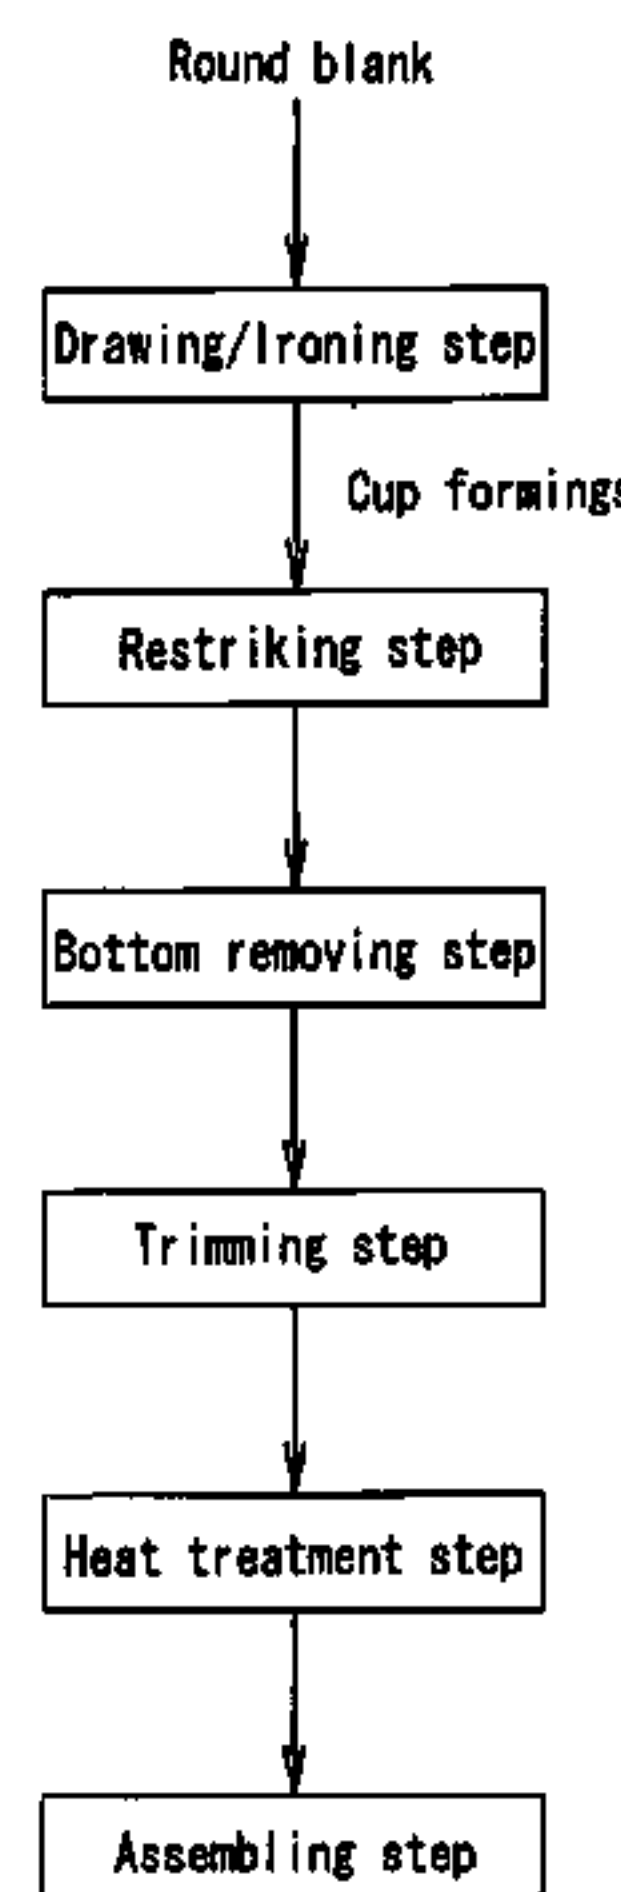 Round blank
Drawing/Ironing step
Cup formings
Restriking step
Bottom removing step
Trimming step
Heat treatment step
Assembling step